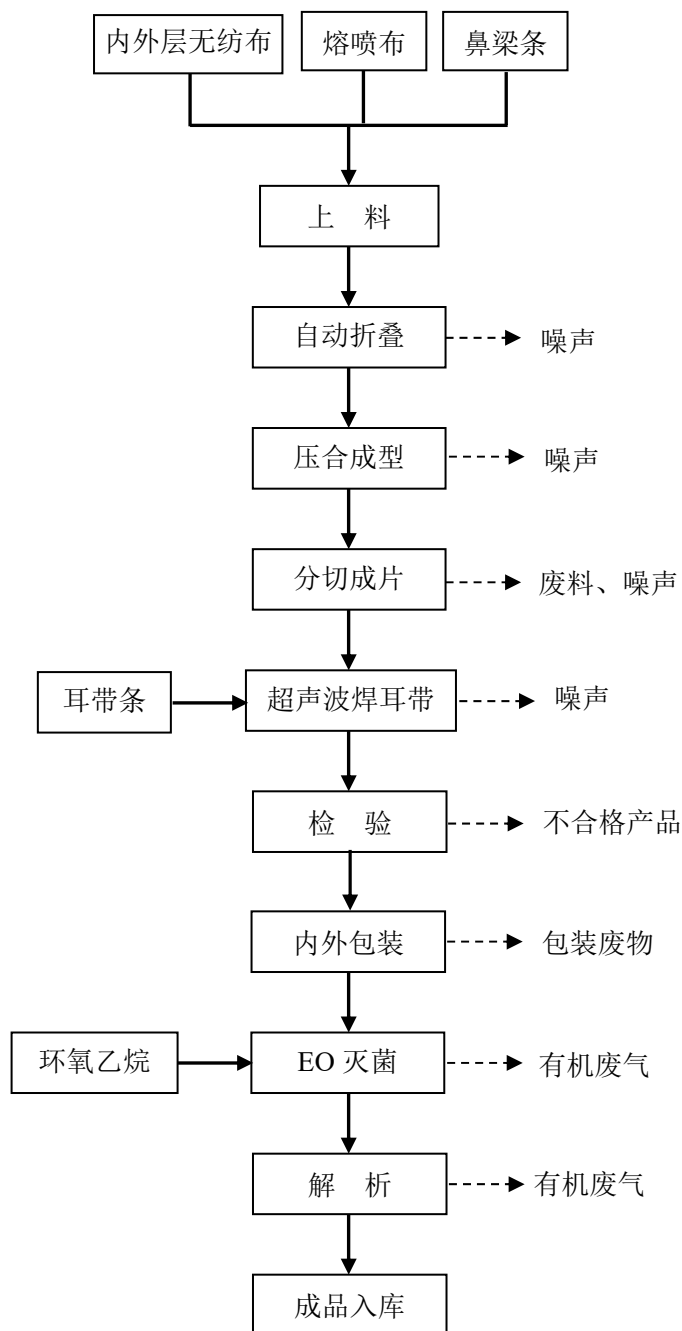 内外层无纺布
熔喷布
鼻梁条
上 料
自动折叠
噪声
压合成型
噪声
分切成片
废料、噪声
耳带条
超声波焊耳带
噪声
检 验
不合格产品
内外包装
包装废物
环氧乙烷
EO 灭菌
有机废气
解 析
有机废气
成品入库